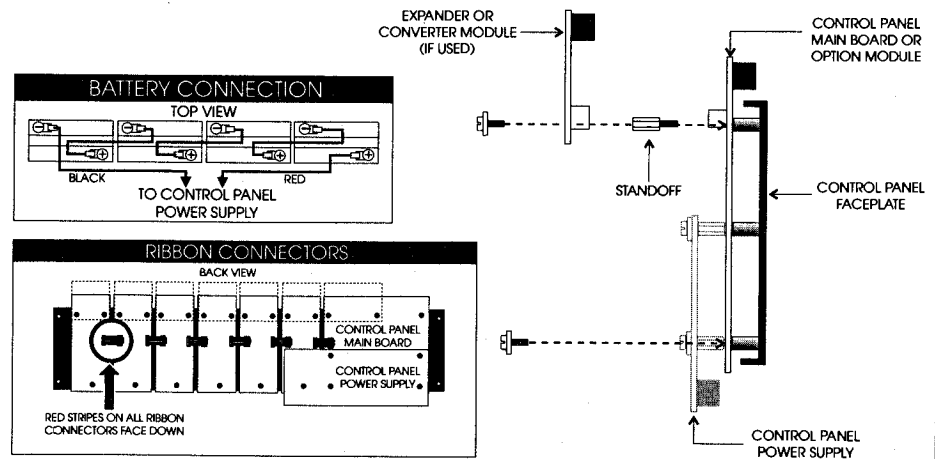 EXPANDER OR
CONVERTER MODULE
(IF USED)
CONTROL PANEL
MAIN BOARD OR
OPTION MODULE
STANDOFF
CONTROL PANEL
FACEPLATE
CONTROL PANEL
POWER SUPPLY
BATTERY CONNECTION
TOP VIEW
BLACK
RED
TO CONTROL PANEL
POWER SUPPLY
RIBBON CONNECTORS
BACK VIEW
CONTROL PANEL
MAIN BOARD
CONTROL PANEL
POWER SUPPLY
RED STRIPES ON ALL RIBBON
CONNECTORS FACE DOWN